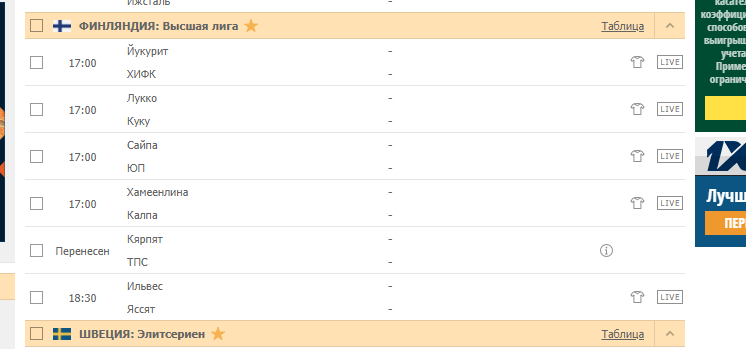 Ижсталь
ФИНЛЯНДИЯ: Высшая лига Таблица
17:00 Йукурит -
ХИФК -
LIVE
17:00 Лукко -
Куку -
LIVE
17:00 Сайпа -
ЮП -
LIVE
17:00 Хамеенлина -
Калпа -
LIVE
Перенесен Кярпят -
ТПС -
18:30 Ильвес -
Яссят -
LIVE
ШВЕЦИЯ: Элитсериен Таблица
касател
коэффици
способов
выигрыш
учета
Приме
огранич
1X
Лучш
ПЕР